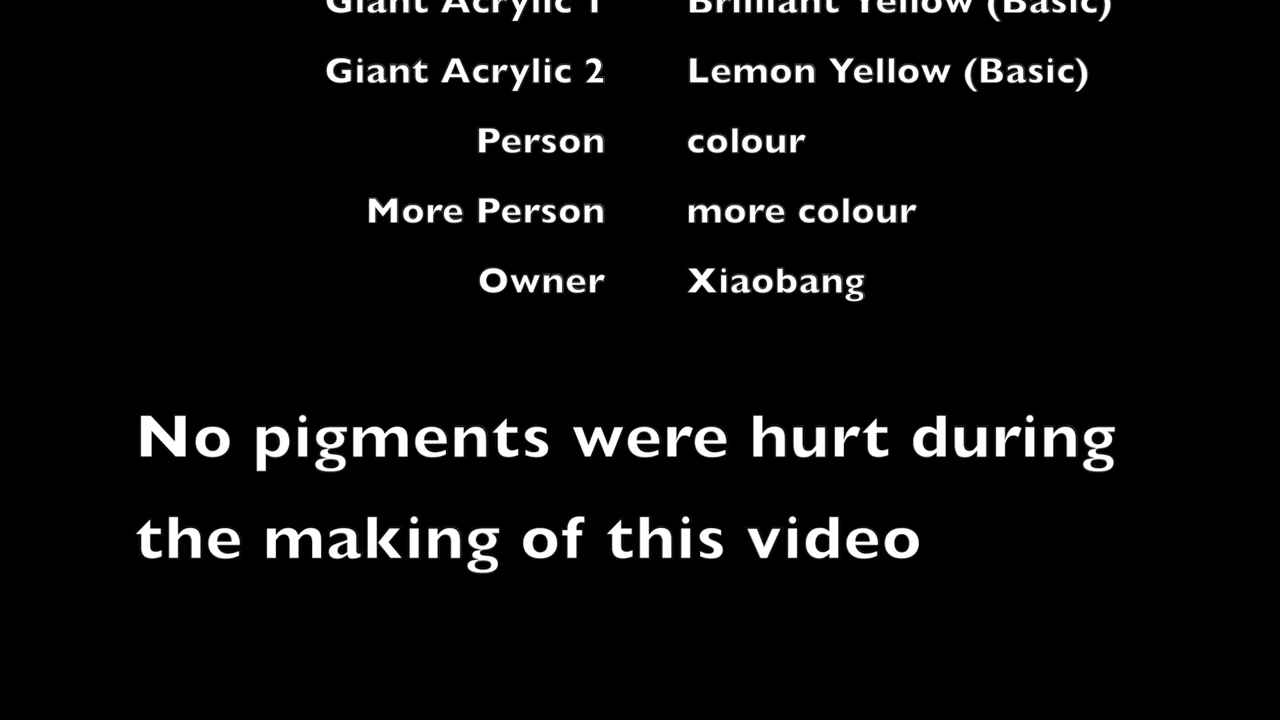 Giant Acrylic 1 Brilliant Yellow (Basic)
Giant Acrylic 2 Lemon Yellow (Basic)
Person colour
More Person more colour
Owner Xiaobang
No pigments were hurt during
the making of this video